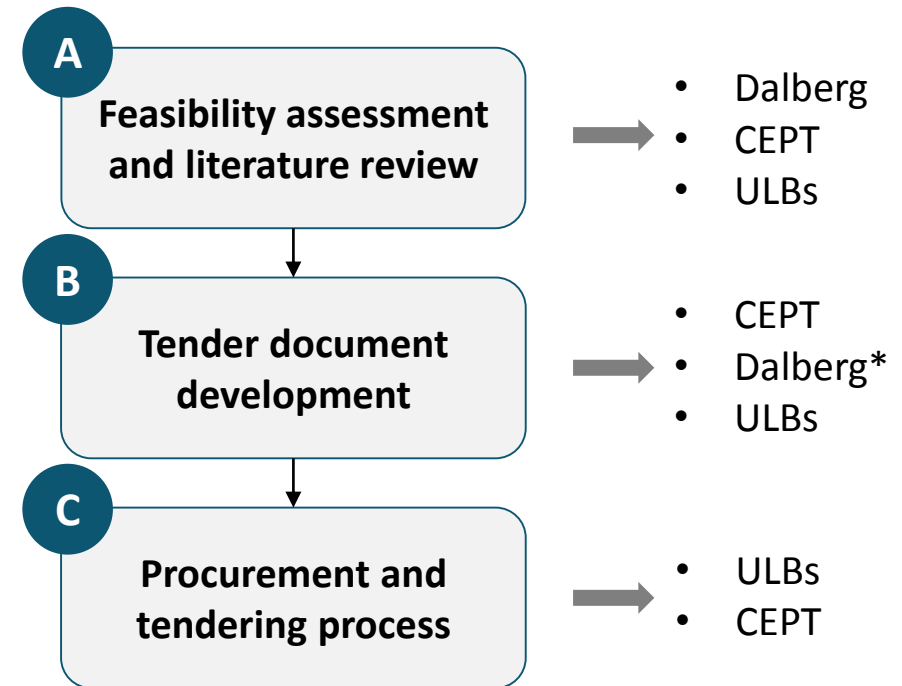 A
Feasibility assessment
and literature review
• Dalberg
• CEPT
• ULBs
B
Tender document
development
• CEPT
• Dalberg*
• ULBs
C
Procurement and
tendering process
• ULBs
• CEPT